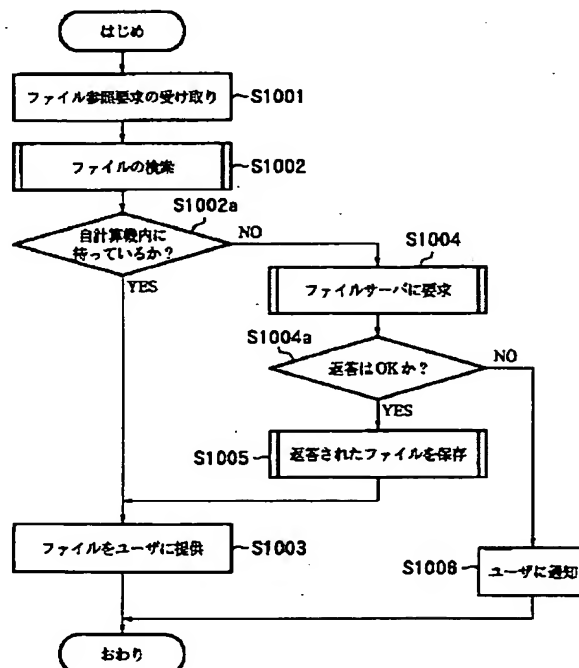 はじめ
ファイル参照要求の受け取り
S1001
ファイルの検索
S1002
S1002a
自計算機内に
待っているか?
NO
YES
S1004
ファイルサーバに要求
S1004a
返答はOKか?
NO
YES
S1005
返答されたファイルを保存
ファイルをユーザに提供
S1003
S1006
ユーザに通知
おわり